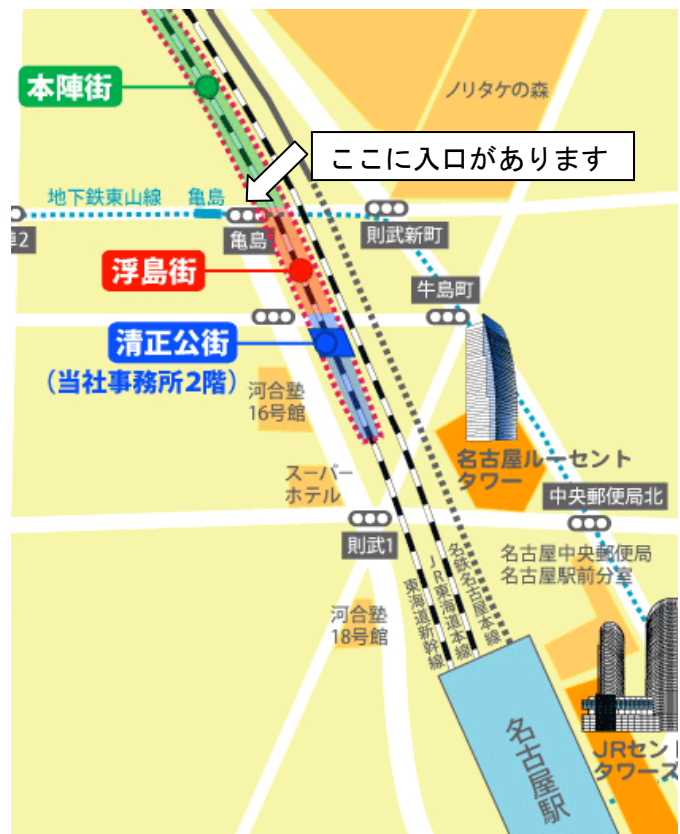 ノリタケの森
本陣街
ここに入口があります
地下鉄東山線
亀島
亀島
則武新町
浮島街
牛島町
清正公街
(当社事務所2階)
河合塾
16号館
名古屋ルーセント
タワー
スーパー
ホテル
中央郵便局北
則武1
名古屋中央郵便局
名古屋駅前分室
名鉄名古屋本線
JR東海道本線
東海道新幹線
河合塾
18号館
名古屋駅
JRセント
タワーズ